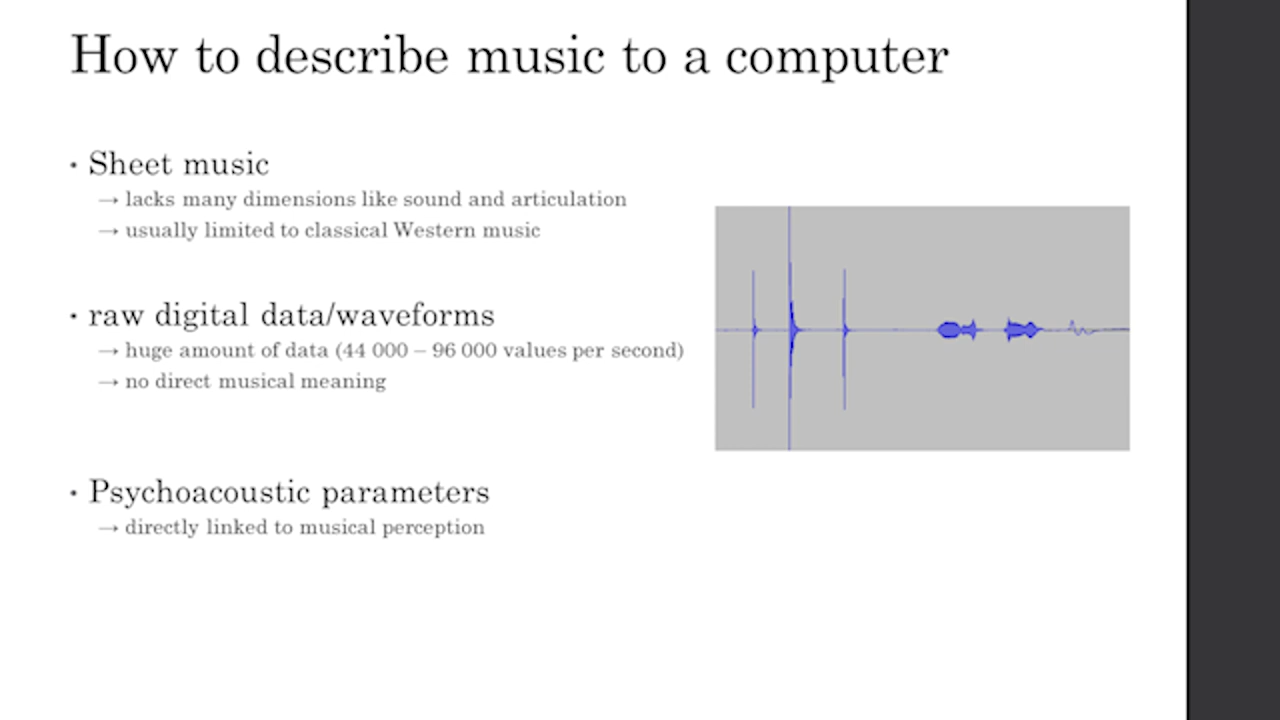 How to describe music to a computer
• Sheet music
→ lacks many dimensions like sound and articulation
→ usually limited to classical Western music
• raw digital data/waveforms
→ huge amount of data (44 000 – 96 000 values per second)
→ no direct musical meaning
• Psychoacoustic parameters
→ directly linked to musical perception